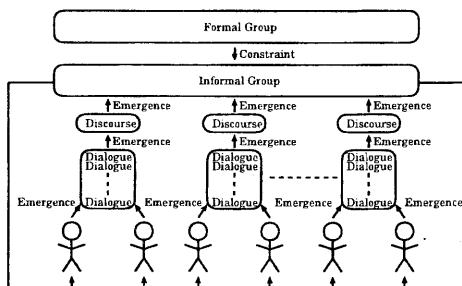 Formal Group
Constraint
Informal Group
Emergence Emergence Emergence
Discourse Discourse Discourse
Emergence Emergence Emergence
Dialogue Dialogue Dialogue
Dialogue Dialogue Dialogue
Emergence Dialogue Emergence Dialogue Emergence Dialogue Emergence